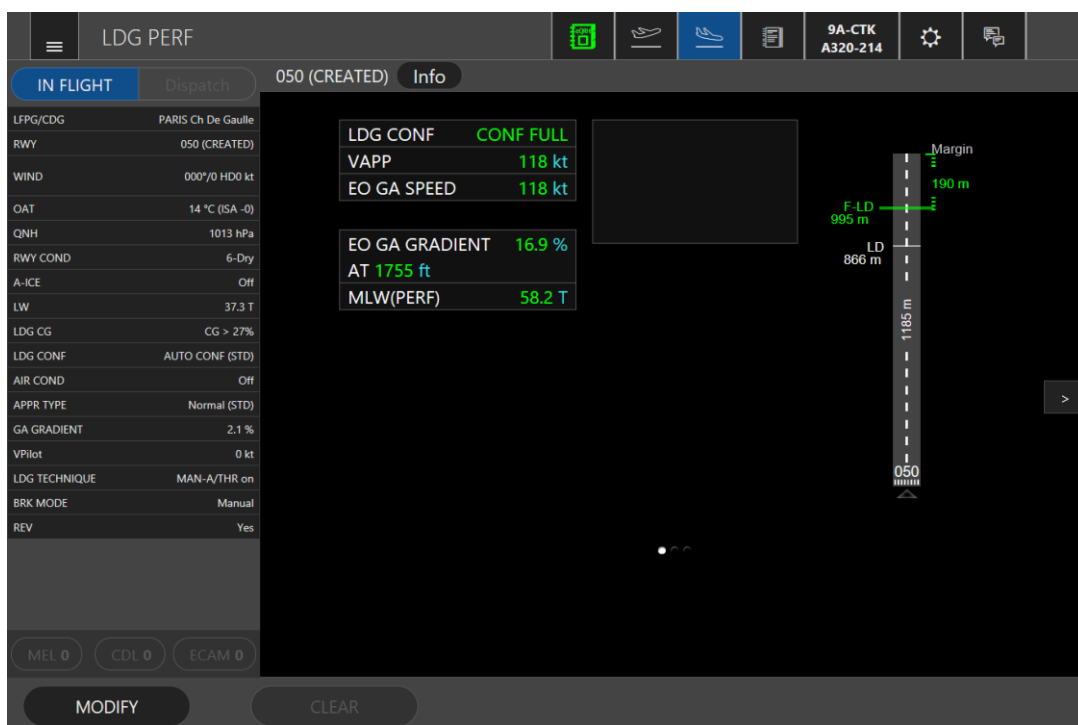 LDG PERF
9A-CTK
A320-214
IN FLIGHT Dispatch
050 (CREATED) Info
LFPG/CDG PARIS Ch De Gaulle
RWY 050 (CREATED)
WIND 000°/0 HD0 kt
OAT 14 °C (ISA -0)
QNH 1013 hPa
RWY COND 6-Dry
A-ICE Off
LW 37.3 T
LDG CG CG > 27%
LDG CONF AUTO CONF (STD)
AIR COND Off
APPR TYPE Normal (STD)
GA GRADIENT 2.1 %
VPilot 0 kt
LDG TECHNIQUE MAN-A/THR on
BRK MODE Manual
REV Yes
MEL 0 CDL 0 ECAM 0
MODIFY CLEAR
LDG CONF CONF FULL
VAPP 118 kt
EO GA SPEED 118 kt
EO GA GRADIENT 16.9 %
AT 1755 ft
MLW(PERF) 58.2 T
Margin
190 m
F-LD
995 m
LD
866 m
1185 m
050
>